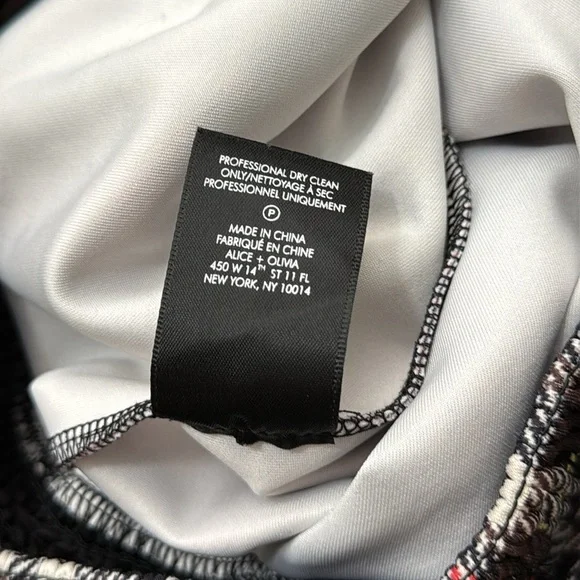 PROFESSIONAL DRY CLEAN
ONLY/NETTOYAGE À SEC
PROFESSIONNEL UNIQUEMENT
P
MADE IN CHINA
FABRIQUÉ EN CHINE
ALICE + OLIVIA
450 W 14TH ST 11 FL
NEW YORK, NY 10014